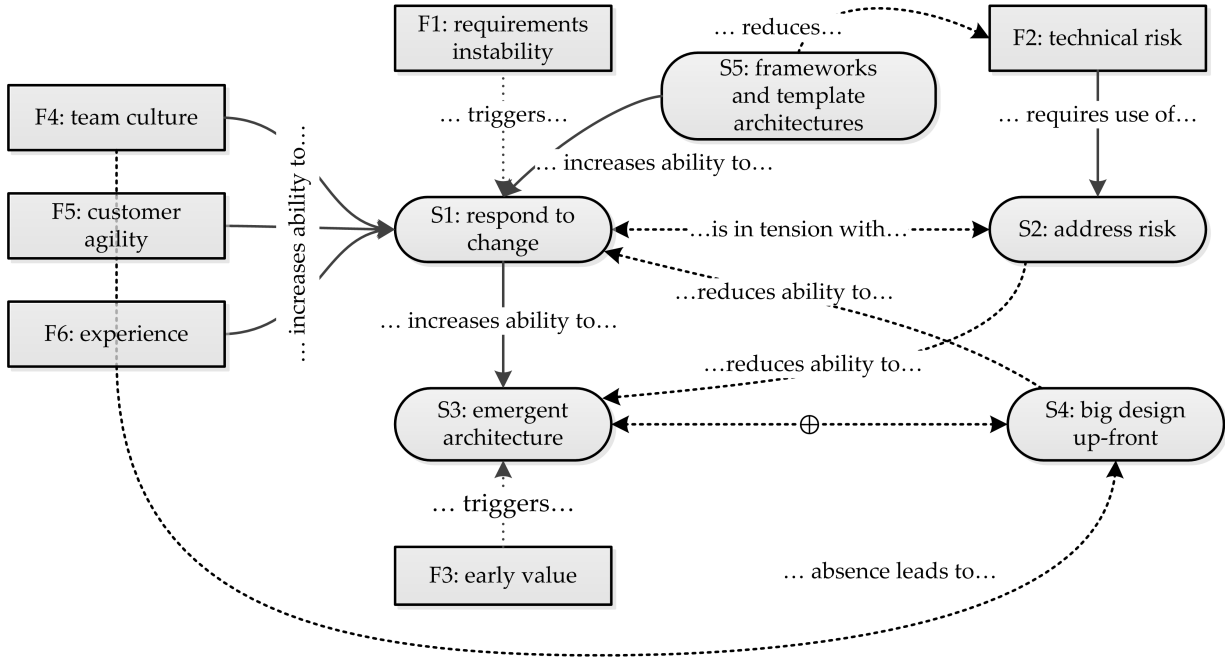 F1: requirements
instability
… reduces…
F2: technical risk
S5: frameworks
and template
architectures
F4: team culture
… triggers…
… requires use of…
… increases ability to…
… increases ability to…
F5: customer
agility
S1: respond to
change
…is in tension with…
S2: address risk
…reduces ability to…
F6: experience
… increases ability to…
…reduces ability to…
S3: emergent
architecture
S4: big design
up-front
… triggers…
F3: early value
… absence leads to…